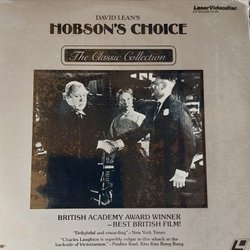 DAVID LEAN'S
LaserVideodisc
HOBSON'S CHOICE
The Classic Collection
BRITISH ACADEMY AWARD WINNER
– BEST BRITISH FILM!
"Delightful and rewarding" – New York Times
"Charles Laughton is superbly vulgar in this whack at the
backside of Victorianism." – Pauline Kael, Kiss Kiss Bang Bang